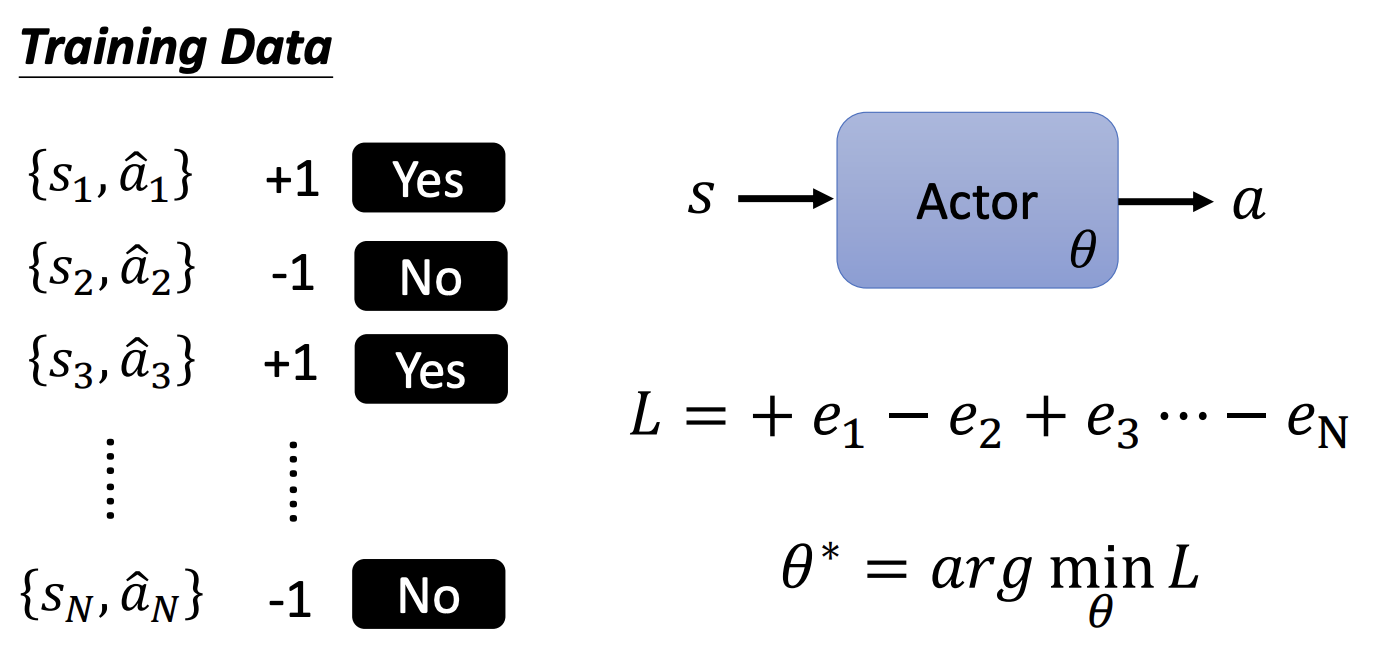 Training Data
{s₁, â₁} +1 Yes
{s₂, â₂} -1 No
{s₃, â₃} +1 Yes
{s_N, â_N} -1 No
s Actor a
θ
L = + e₁ − e₂ + e₃ ⋯ − e_N
θ* = arg min L
θ